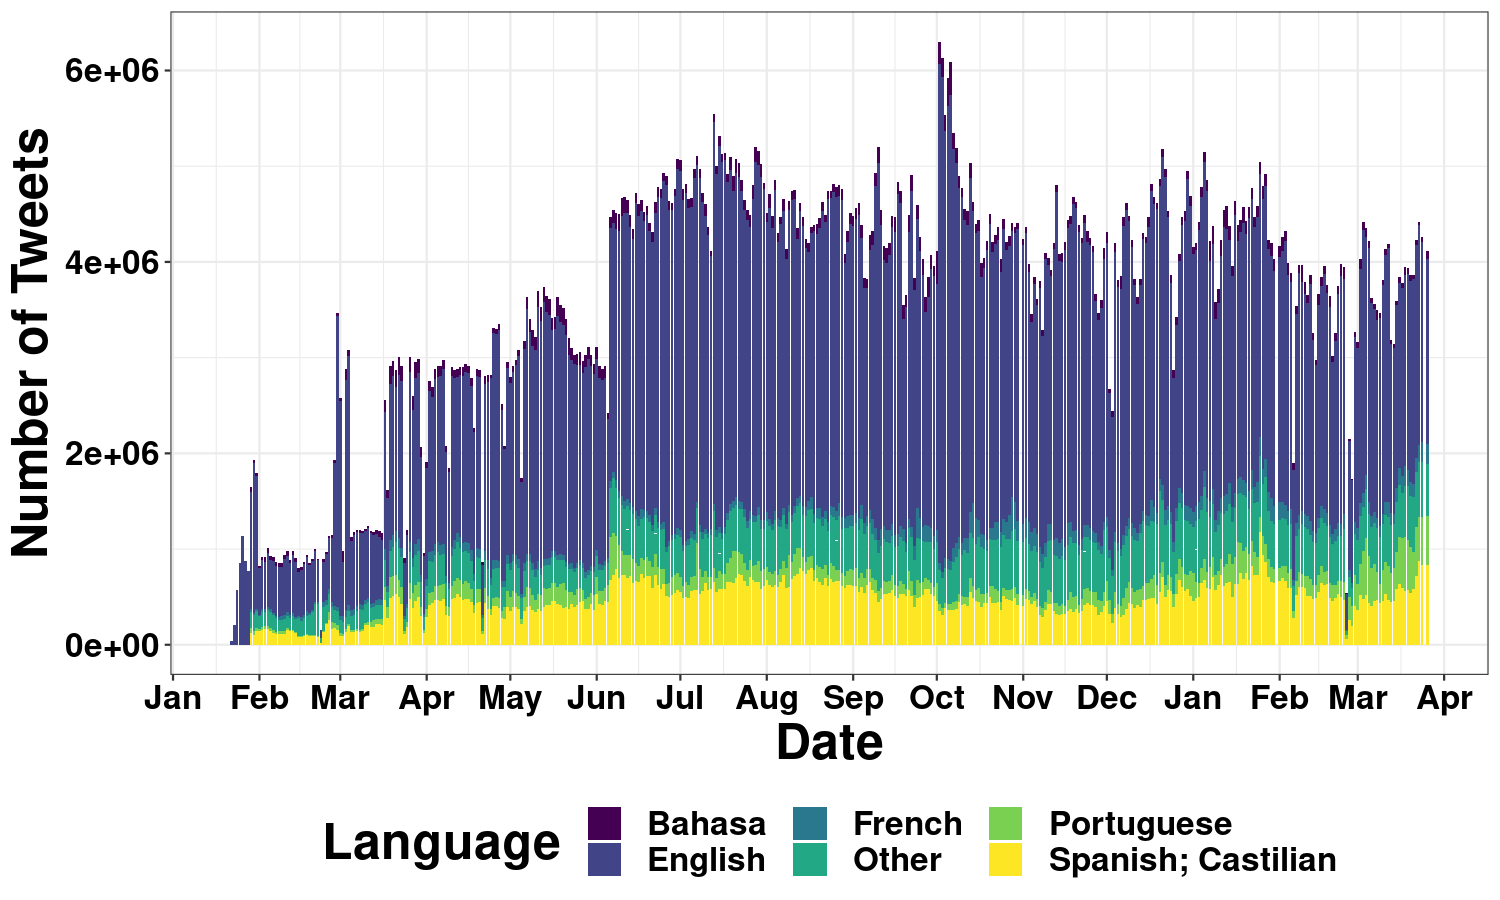 Number of Tweets
6e+06
4e+06
2e+06
0e+00
Jan Feb Mar Apr May Jun Jul Aug Sep Oct Nov Dec Jan Feb Mar Apr
Date
Language
Bahasa French Portuguese
English Other Spanish; Castilian